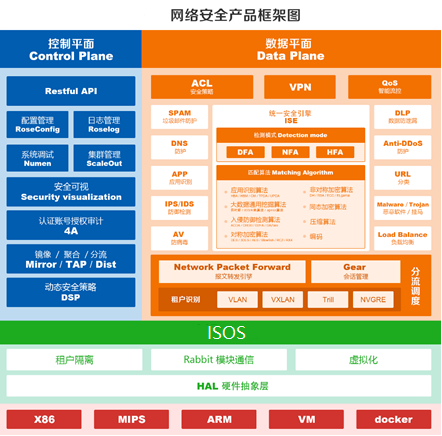 网络安全产品框架图
控制平面
Control Plane
数据平面
Data Plane
Restful API
配置管理
RoseConfig
日志管理
Roselog
系统调试
Numen
集群管理
ScaleOut
安全可视
Security visualization
认证账号授权审计
4A
镜像 / 聚合 / 分流
Mirror / TAP / Dist
动态安全策略
DSP
ACL
安全策略
VPN
QoS
智能流控
SPAM
垃圾邮件防护
DNS
防护
APP
应用识别
IPS/IDS
防御检测
AV
防病毒
统一安全引擎
ISE
检测模式 Detection mode
DFA
NFA
HFA
匹配算法 Matching Algorithm
应用识别算法
大数据通用挖掘算法
入侵防御检测算法
对称加密算法
非对称加密算法
同态加密算法
压缩算法
编码
DLP
数据防泄漏
Anti-DDoS
防护
URL
分类
Malware / Trojan
恶意软件 / 挂马
Load Balance
负载均衡
Network Packet Forward
报文转发引擎
Gear
会话管理
租户识别
VLAN
VXLAN
Trill
NVGRE
分流调度
ISOS
租户隔离
Rabbit 模块通信
虚拟化
HAL 硬件抽象层
X86
MIPS
ARM
VM
docker